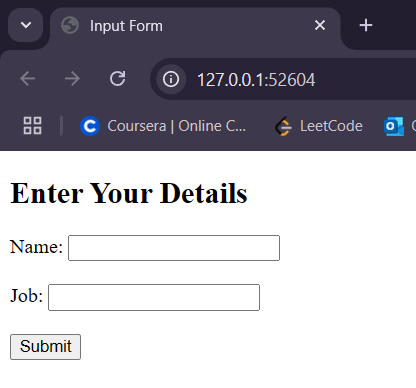 Input Form
127.0.0.1:52604
Coursera | Online C... LeetCode
Enter Your Details
Name:
Job:
Submit